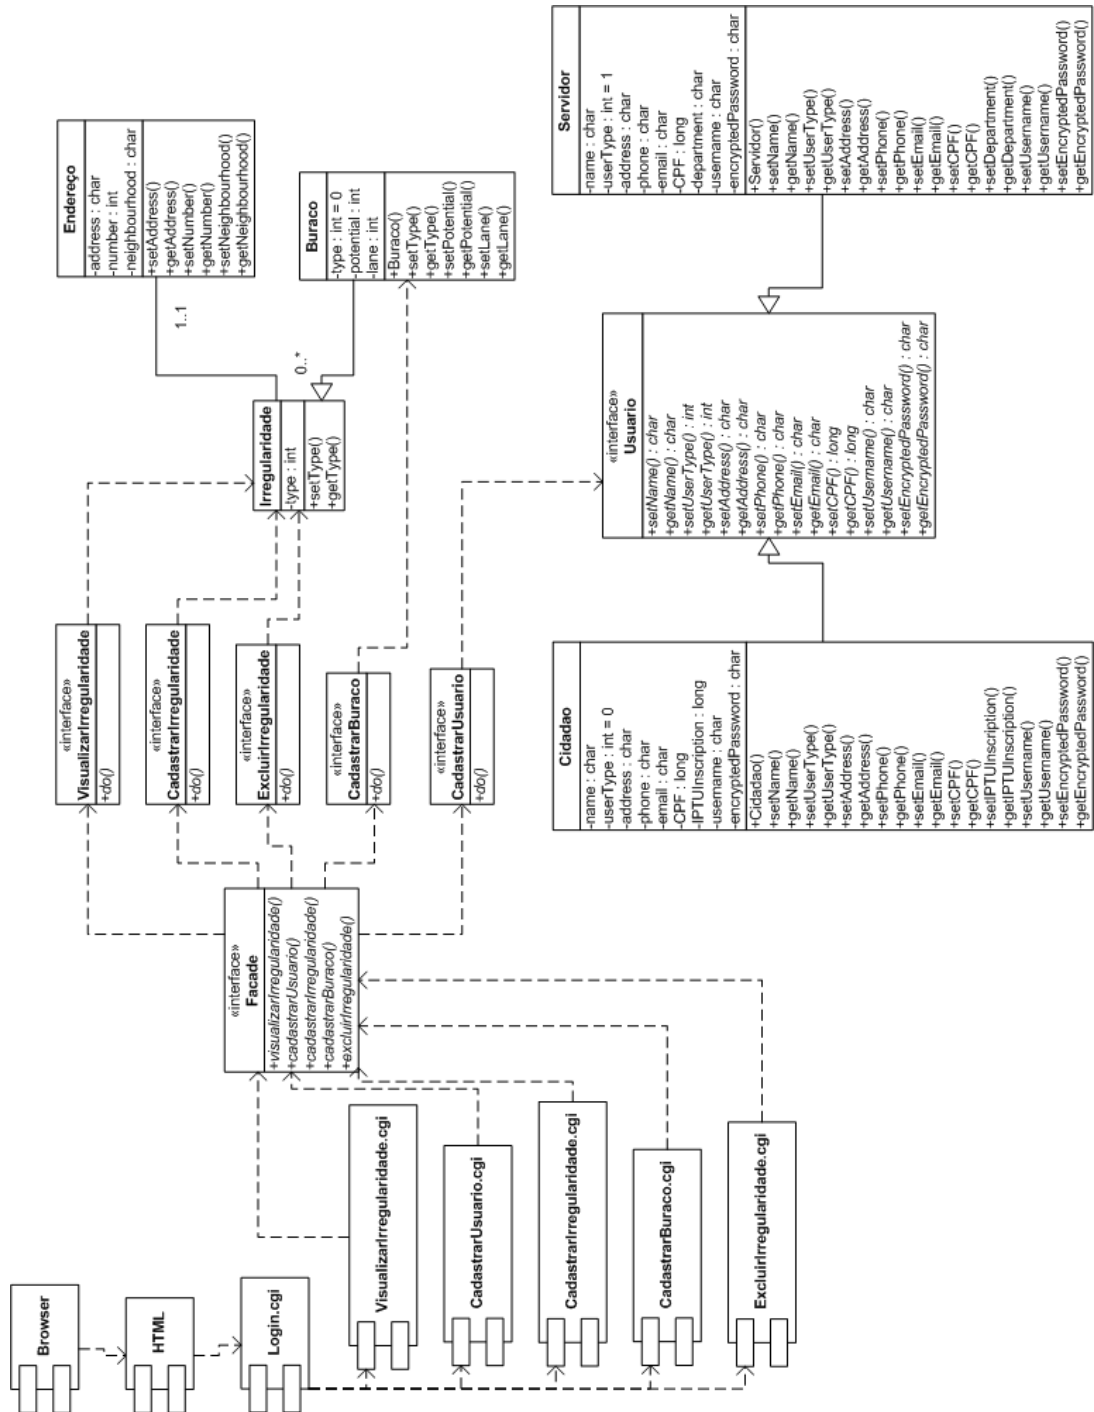 Browser
HTML
Login.cgi
VisualizarIrregularidade.cgi
CadastrarUsuario.cgi
CadastrarIrregularidade.cgi
CadastrarBuraco.cgi
ExcluirIrregularidade.cgi
«interface»
Facade
+visualizarIrregularidade()
+cadastrarUsuario()
+cadastrarIrregularidade()
+cadastrarBuraco()
+excluirIrregularidade()
«interface»
VisualizarIrregularidade
+do()
«interface»
CadastrarIrregularidade
+do()
«interface»
ExcluirIrregularidade
+do()
«interface»
CadastrarBuraco
+do()
«interface»
CadastrarUsuario
+do()
Irregularidade
-type : int
+setType()
+getType()
1..1
0..*
Endereço
-address : char
-number : int
-neighbourhood : char
+setAddress()
+getAddress()
+setNumber()
+getNumber()
+setNeighbourhood()
+getNeighbourhood()
Buraco
-type : int = 0
-potential : int
-lane : int
+Buraco()
+setType()
+getType()
+setPotential()
+getPotential()
+setLane()
+getLane()
Cidadao
-name : char
-userType : int = 0
-address : char
-phone : char
-email : char
-CPF : long
-IPTUInscription : long
-username : char
-encryptedPassword : char
+Cidadao()
+setName()
+getName()
+setUserType()
+getUserType()
+setAddress()
+getAddress()
+setPhone()
+getPhone()
+setEmail()
+getEmail()
+setCPF()
+getCPF()
+setIPTUInscription()
+getIPTUInscription()
+setUsername()
+getUsername()
+setEncryptedPassword()
+getEncryptedPassword()
«interface»
Usuario
+setName() : char
+getName() : char
+setUserType() : int
+getUserType() : int
+setAddress() : char
+getAddress() : char
+setPhone() : char
+getPhone() : char
+setEmail() : char
+getEmail() : char
+setCPF() : long
+getCPF() : long
+setUsername() : char
+getUsername() : char
+setEncryptedPassword() : char
+getEncryptedPassword() : char
Servidor
-name : char
-userType : int = 1
-address : char
-phone : char
-email : char
-CPF : long
-department : char
-username : char
-encryptedPassword : char
+Servidor()
+setName()
+getName()
+setUserType()
+getUserType()
+setAddress()
+getAddress()
+setPhone()
+getPhone()
+setEmail()
+getEmail()
+setCPF()
+getCPF()
+setDepartment()
+getDepartment()
+setUsername()
+getUsername()
+setEncryptedPassword()
+getEncryptedPassword()